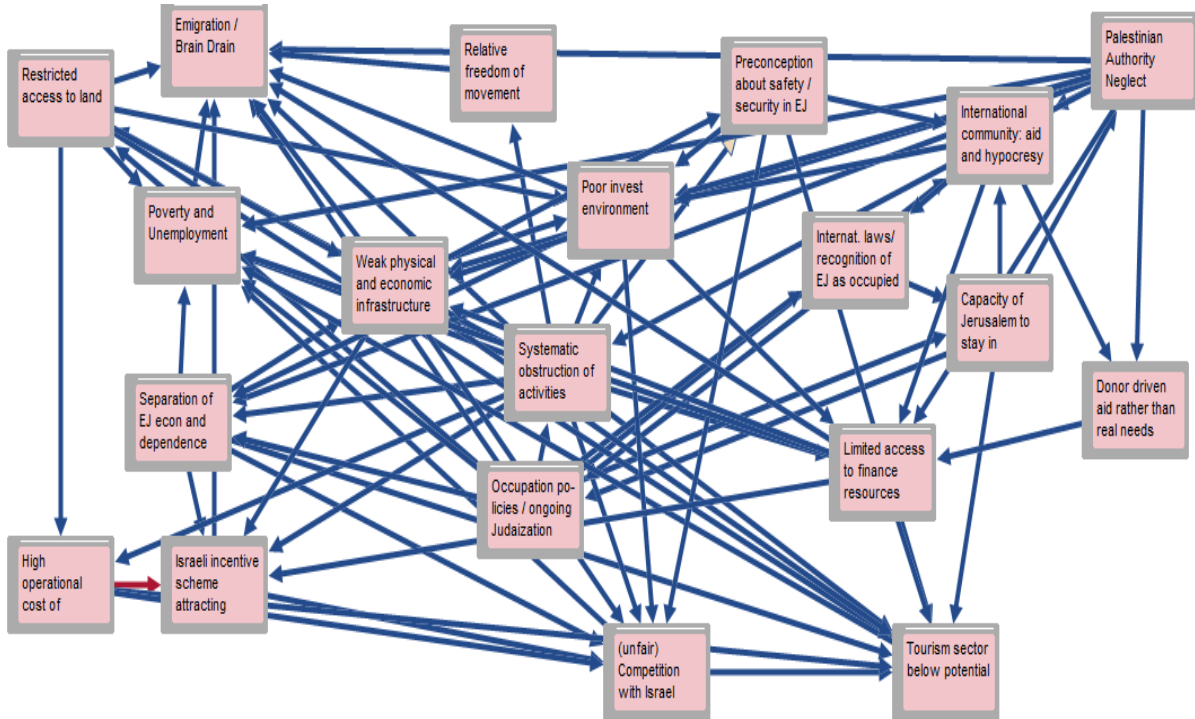 Emigration /
Brain Drain
Restricted
access to land
Relative
freedom of
movement
Preconception
about safety /
security in EJ
Palestinian
Authority
Neglect
International
community: aid
and hypocresy
Poverty and
Unemployment
Poor invest
environment
Weak physical
and economic
infrastructure
Internat. laws/
recognition of
EJ as occupied
Capacity of
Jerusalem to
stay in
Systematic
obstruction of
activities
Separation of
EJ econ and
dependence
Donor driven
aid rather than
real needs
Limited access
to finance
resources
Occupation po-
licies / ongoing
Judaization
High
operational
cost of
Israeli incentive
scheme
attracting
(unfair)
Competition
with Israel
Tourism sector
below potential